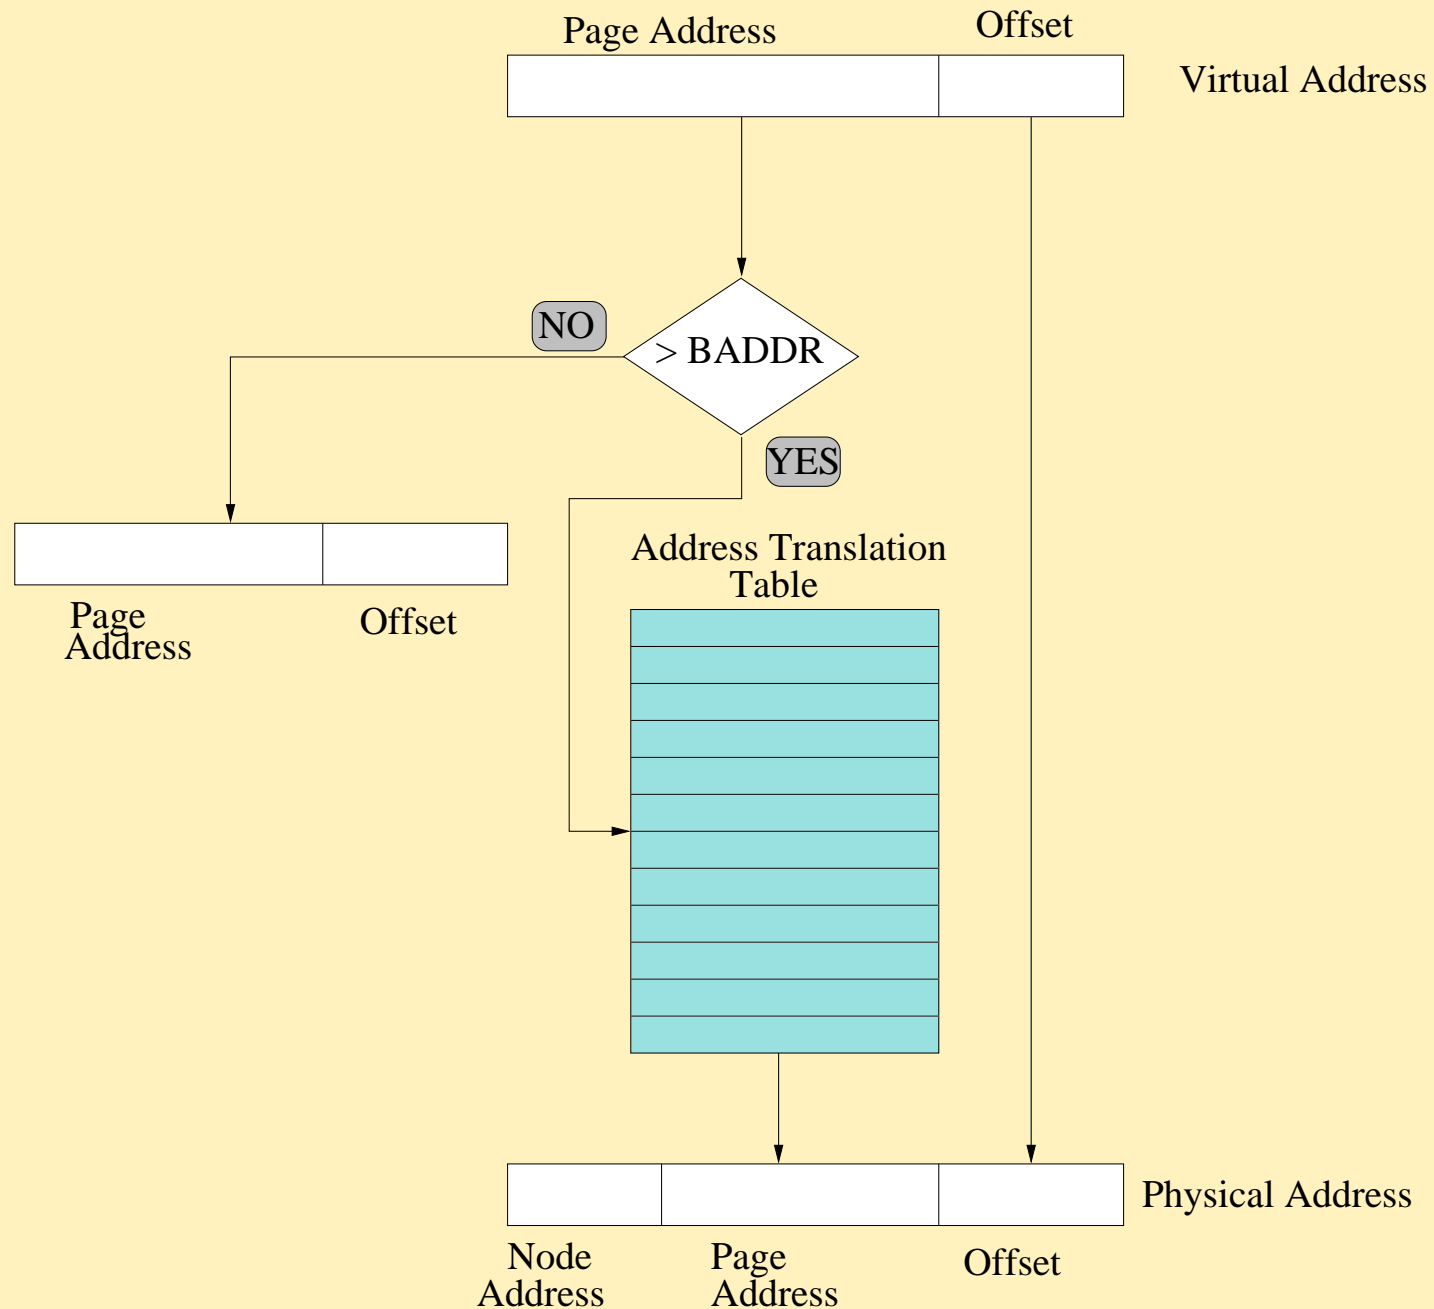 Page Address
Offset
Virtual Address
NO
> BADDR
YES
Address Translation
Table
Page
Address
Offset
Physical Address
Node
Address
Page
Address
Offset